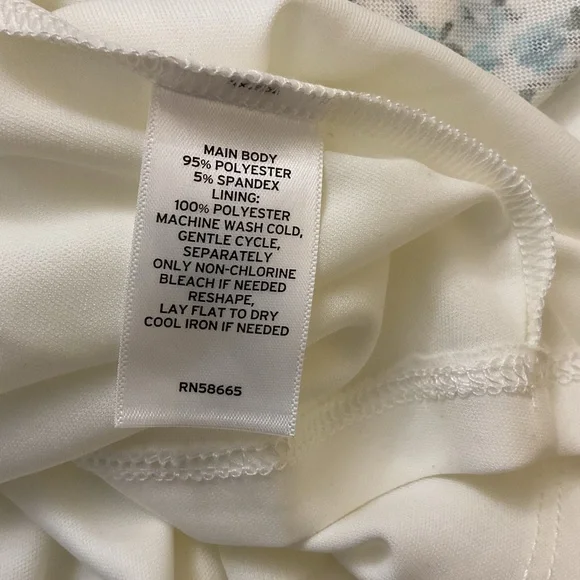 MAIN BODY
95% POLYESTER
5% SPANDEX
LINING:
100% POLYESTER
MACHINE WASH COLD,
GENTLE CYCLE,
SEPARATELY
ONLY NON-CHLORINE
BLEACH IF NEEDED
RESHAPE,
LAY FLAT TO DRY
COOL IRON IF NEEDED
RN58665